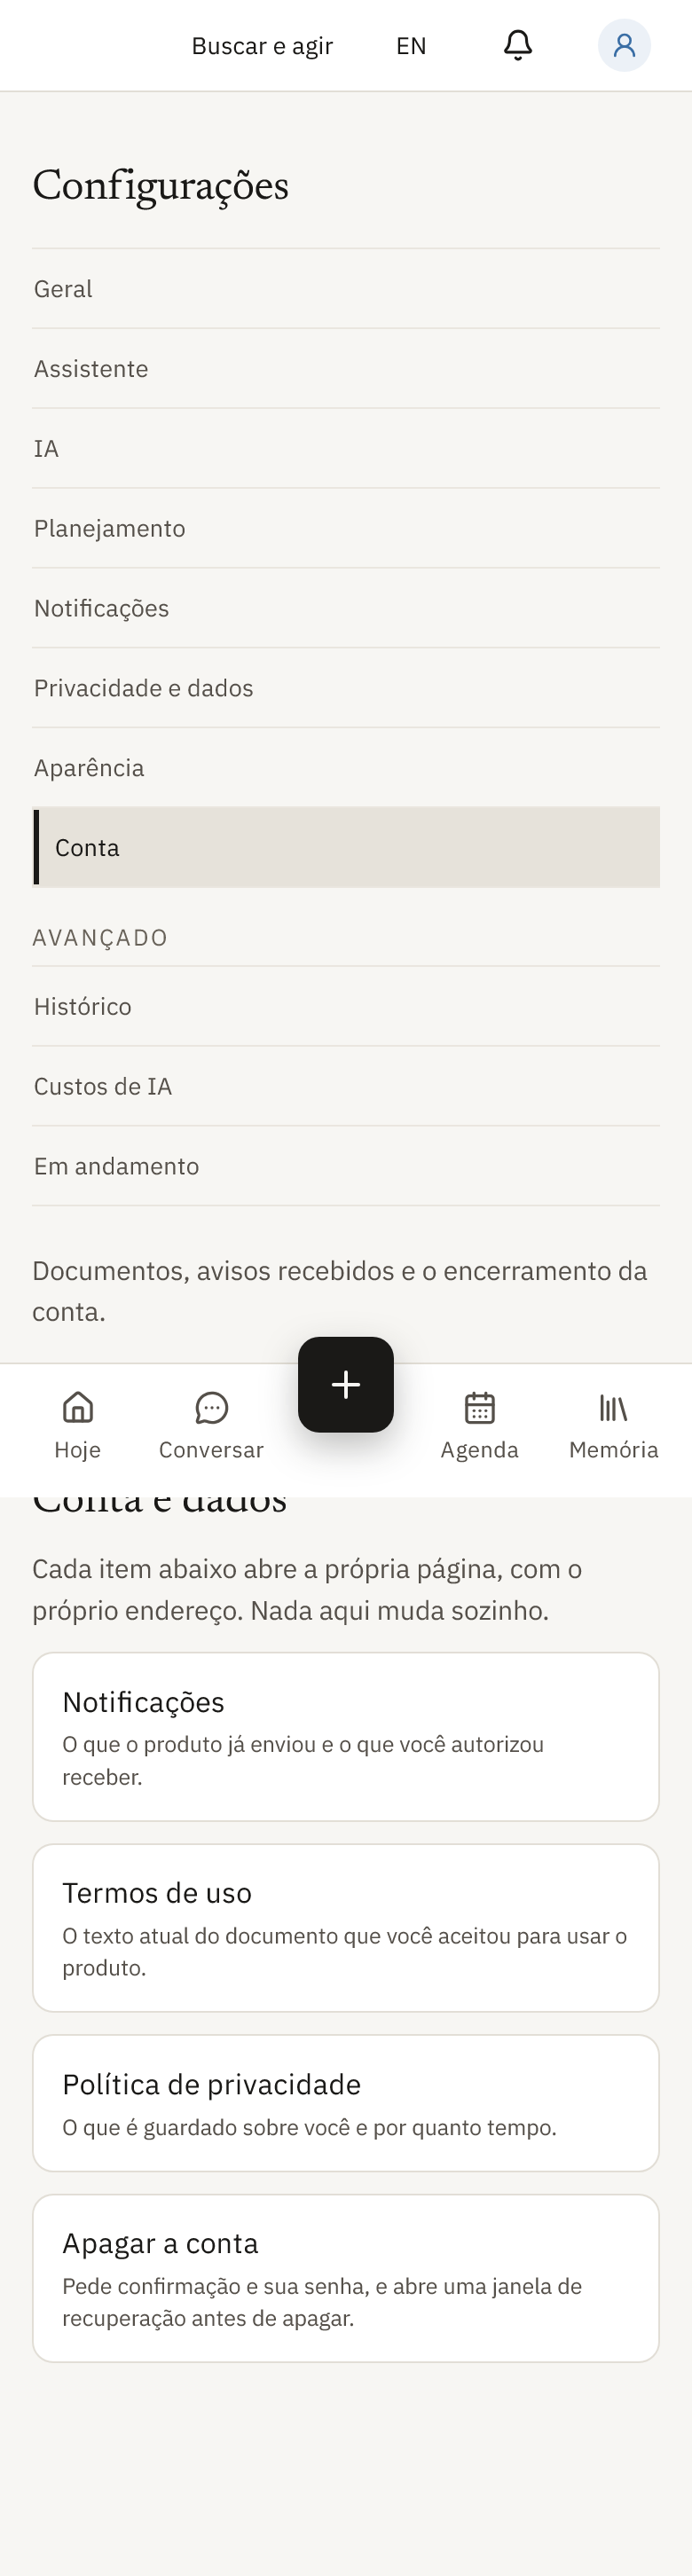 Buscar e agir
EN
Configurações
Geral
Assistente
IA
Planejamento
Notificações
Privacidade e dados
Aparência
Conta
AVANÇADO
Histórico
Custos de IA
Em andamento
Documentos, avisos recebidos e o encerramento da
conta.
Hoje
Conversar
Agenda
Memória
Conta e dados
Cada item abaixo abre a própria página, com o
próprio endereço. Nada aqui muda sozinho.
Notificações
O que o produto já enviou e o que você autorizou
receber.
Termos de uso
O texto atual do documento que você aceitou para usar o
produto.
Política de privacidade
O que é guardado sobre você e por quanto tempo.
Apagar a conta
Pede confirmação e sua senha, e abre uma janela de
recuperação antes de apagar.